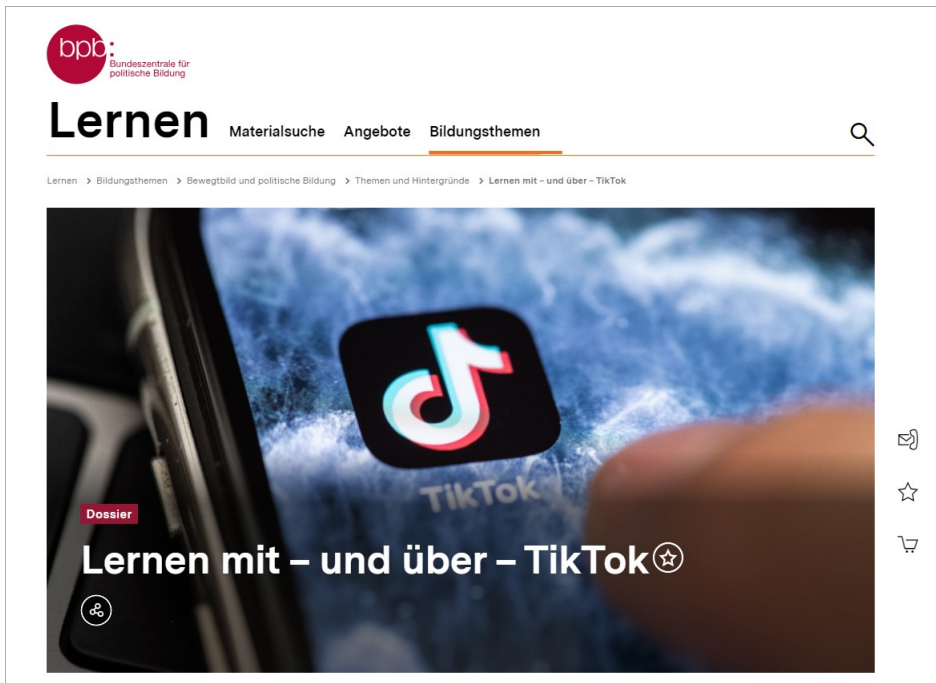 bpb:
Bundeszentrale für
politische Bildung
Lernen Materialsuche Angebote Bildungsthemen
Lernen > Bildungsthemen > Bewegtbild und politische Bildung > Themen und Hintergründe > Lernen mit – und über – TikTok
TikTok
Dossier
Lernen mit – und über – TikTok